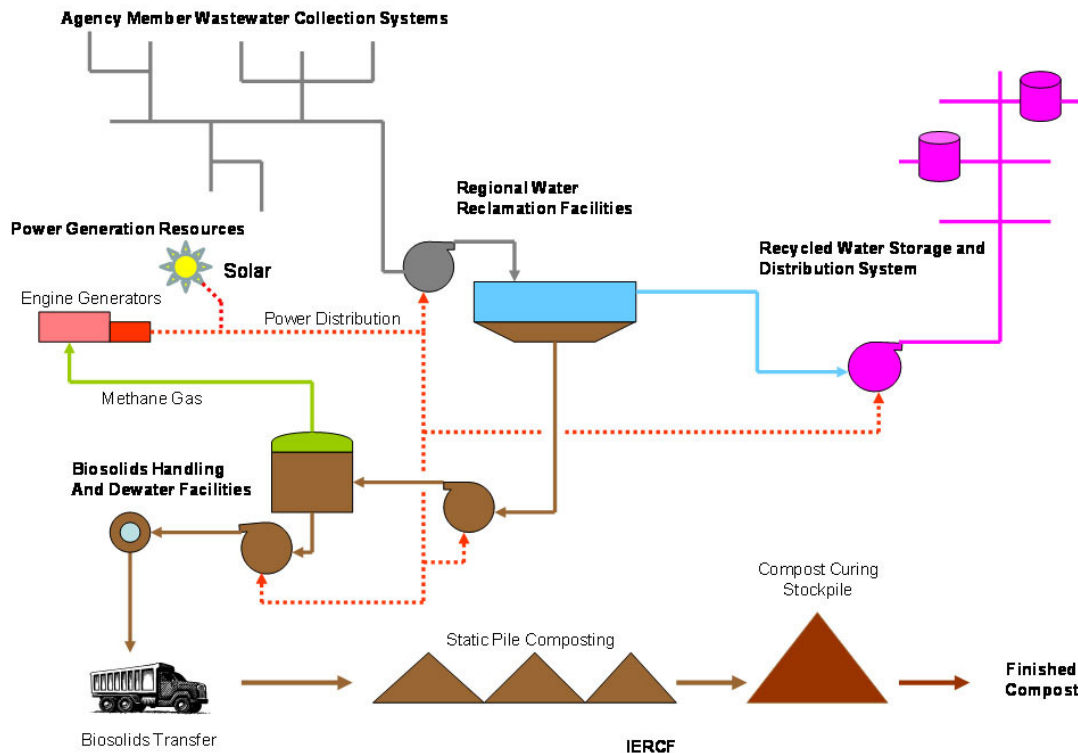 Agency Member Wastewater Collection Systems
Regional Water
Reclamation Facilities
Power Generation Resources
Solar
Recycled Water Storage and
Distribution System
Engine Generators
Power Distribution
Methane Gas
Biosolids Handling
And Dewater Facilities
Compost Curing
Stockpile
Static Pile Composting
Finished
Compost
Biosolids Transfer
IERCF